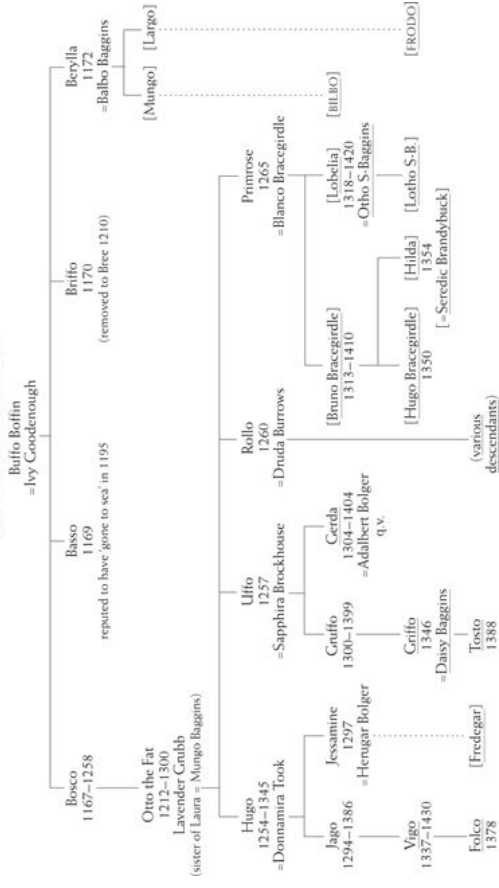 Buffo Boffin
=Ivy Goodenough
Bosco
1167–1258
Basso
1169
reputed to have 'gone to sea' in 1195
Briffo
1170
(removed to Bree 1210)
Berylla
1172
=Balbo Baggins
Otto the Fat
1212–1300
Lavender Grubb
(sister of Laura = Mungo Baggins)
[Mungo]
[Largo]
Hugo
1254–1345
=Donnamira Took
Uffo
1257
=Sapphira Brockhouse
Rollo
1260
=Druda Burrows
Primrose
1265
=Blanco Bracegirdle
Jago
1294–1386
Jessamine
1297
=Herugar Bolger
Gruffo
1300–1399
Gerda
1304–1404
=Adalbert Bolger
q.v.
[Bruno Bracegirdle]
1313–1410
[Lobelia]
1318–1420
=Otho S-Baggins
[BILBO]
Vigo
1337–1430
Griffo
1346
=Daisy Baggins
[Hugo Bracegirdle]
1350
[Hilda]
1354
[=Seredic Brandybuck]
[Lotho S-B.]
Folco
1378
[Fredegar]
Tosto
1388
(various
descendants)
[FRODO]